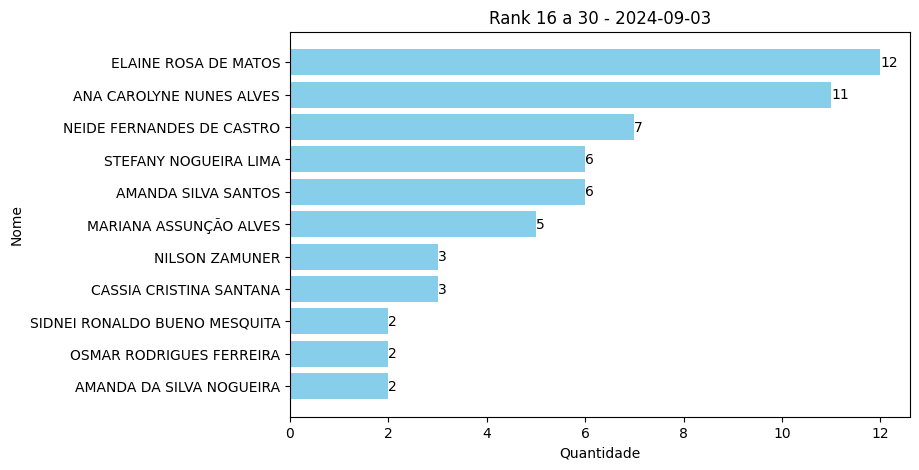 Rank 16 a 30 - 2024-09-03
ELAINE ROSA DE MATOS 12
ANA CAROLYNE NUNES ALVES 11
NEIDE FERNANDES DE CASTRO 7
STEFANY NOGUEIRA LIMA 6
AMANDA SILVA SANTOS 6
MARIANA ASSUNÇÃO ALVES 5
NILSON ZAMUNER 3
CASSIA CRISTINA SANTANA 3
SIDNEI RONALDO BUENO MESQUITA 2
OSMAR RODRIGUES FERREIRA 2
AMANDA DA SILVA NOGUEIRA 2
Nome
0 2 4 6 8 10 12
Quantidade